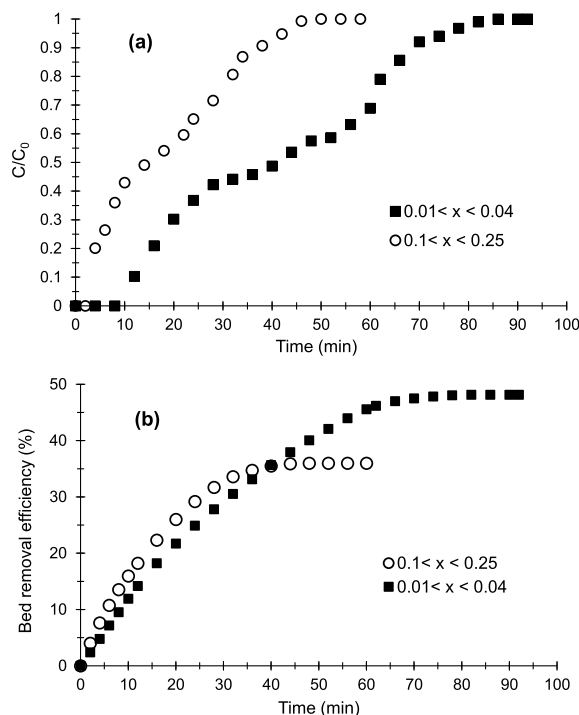 (a)
C/C0
1
0.9
0.8
0.7
0.6
0.5
0.4
0.3
0.2
0.1
0
0 10 20 30 40 50 60 70 80 90 100
Time (min)
0.01< x < 0.04
0.1< x < 0.25
(b)
Bed removal efficiency (%)
50
40
30
20
10
0
0 10 20 30 40 50 60 70 80 90 100
Time (min)
0.1< x < 0.25
0.01< x < 0.04